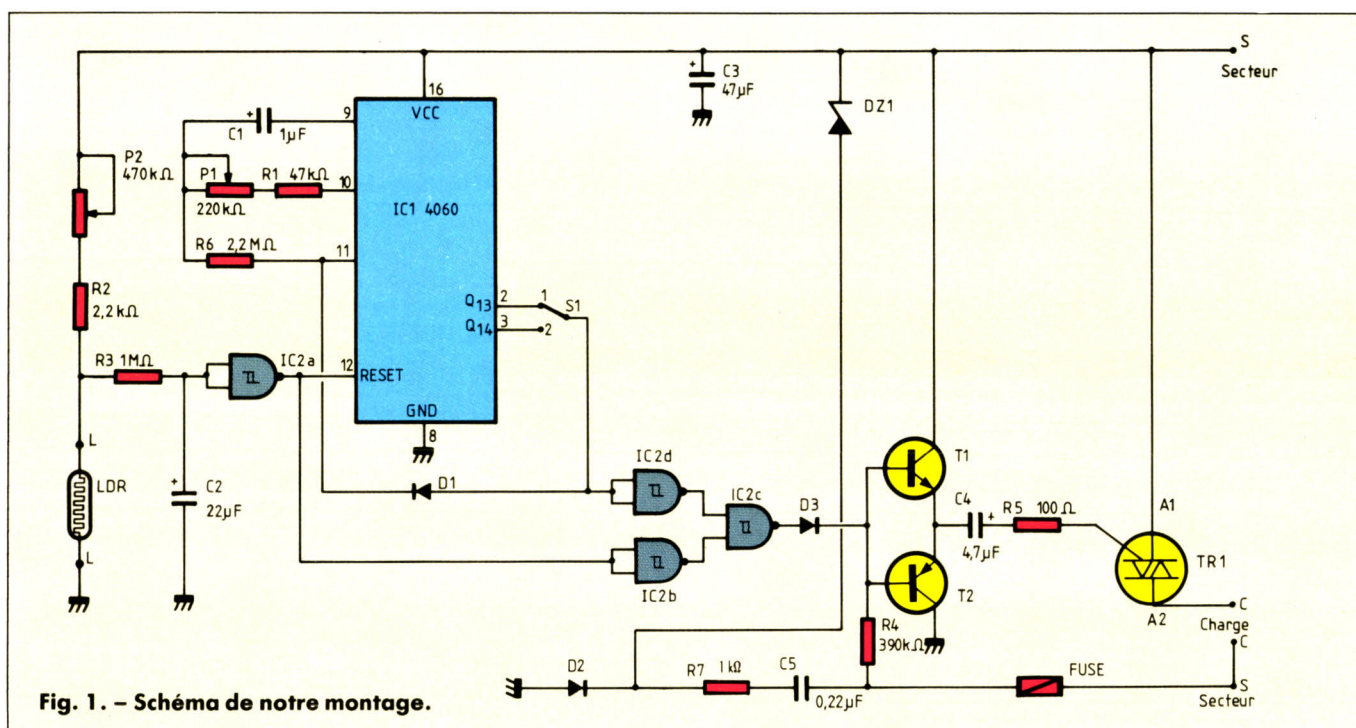 S
Secteur
16
VCC
9
C1
+
1µF
P2
470kΩ
P1
220kΩ
R1
47kΩ
10
IC1 4060
R6
2,2MΩ
11
C3
+
47µF
DZ1
R2
2,2kΩ
Q13
2
1
S1
Q14
3
2
R3
1MΩ
IC2a
12
RESET
GND
8
L
LDR
L
+
C2
22µF
D1
IC2d
IC2c
IC2b
D3
T1
T2
C4
+
4,7µF
R5
100Ω
A1
TR1
A2
C
Charge
C
R4
390kΩ
D2
R7
1kΩ
C5
0,22µF
FUSE
S
Secteur
Fig. 1. – Schéma de notre montage.